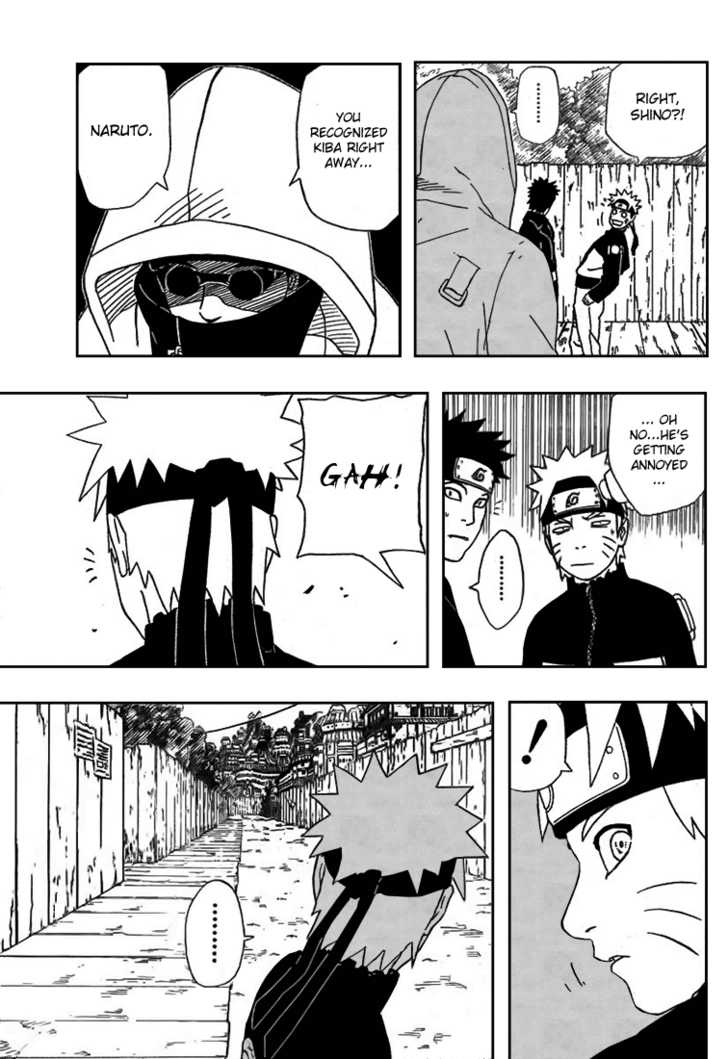 RIGHT,
SHINO?!
.........
YOU
RECOGNIZED
KIBA RIGHT
AWAY...
NARUTO.
... OH
NO...HE'S
GETTING
ANNOYED
...
.........
GAH!
!
.........